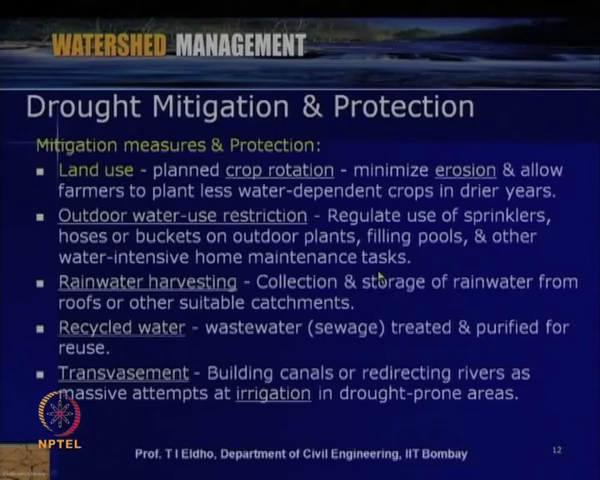 WATERSHED MANAGEMENT
Drought Mitigation & Protection
Mitigation measures & Protection:
Land use - planned crop rotation - minimize erosion & allow
farmers to plant less water-dependent crops in drier years.
Outdoor water-use restriction - Regulate use of sprinklers,
hoses or buckets on outdoor plants, filling pools, & other
water-intensive home maintenance tasks.
Rainwater harvesting - Collection & storage of rainwater from
roofs or other suitable catchments.
Recycled water - wastewater (sewage) treated & purified for
reuse.
Transvasement - Building canals or redirecting rivers as
massive attempts at irrigation in drought-prone areas.
NPTEL
Prof. T I Eldho, Department of Civil Engineering, IIT Bombay
12